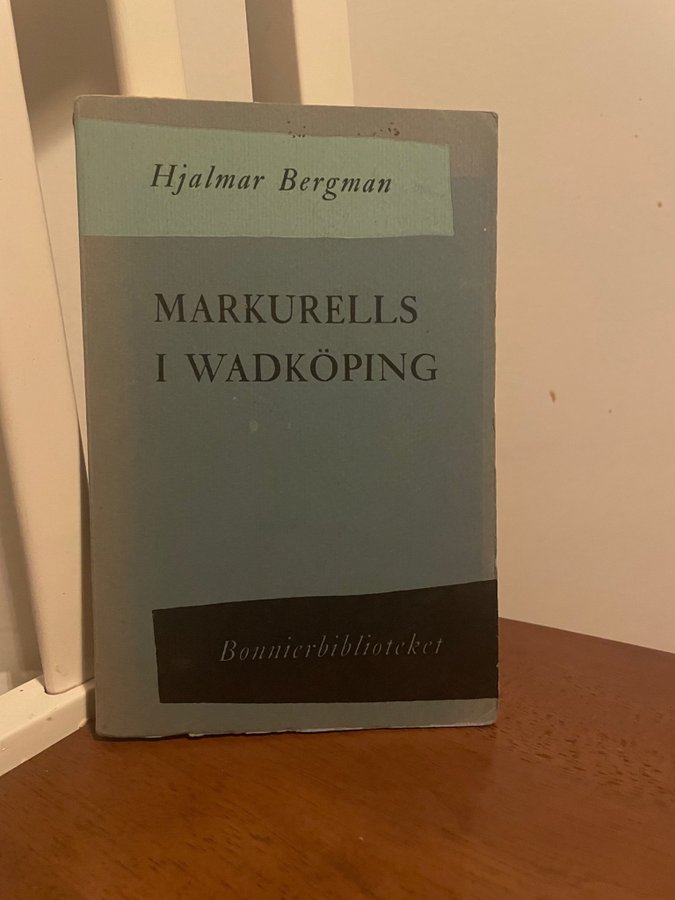 Hjalmar Bergman
MARKURELLS
I WADKÖPING
Bonnierbiblioteket